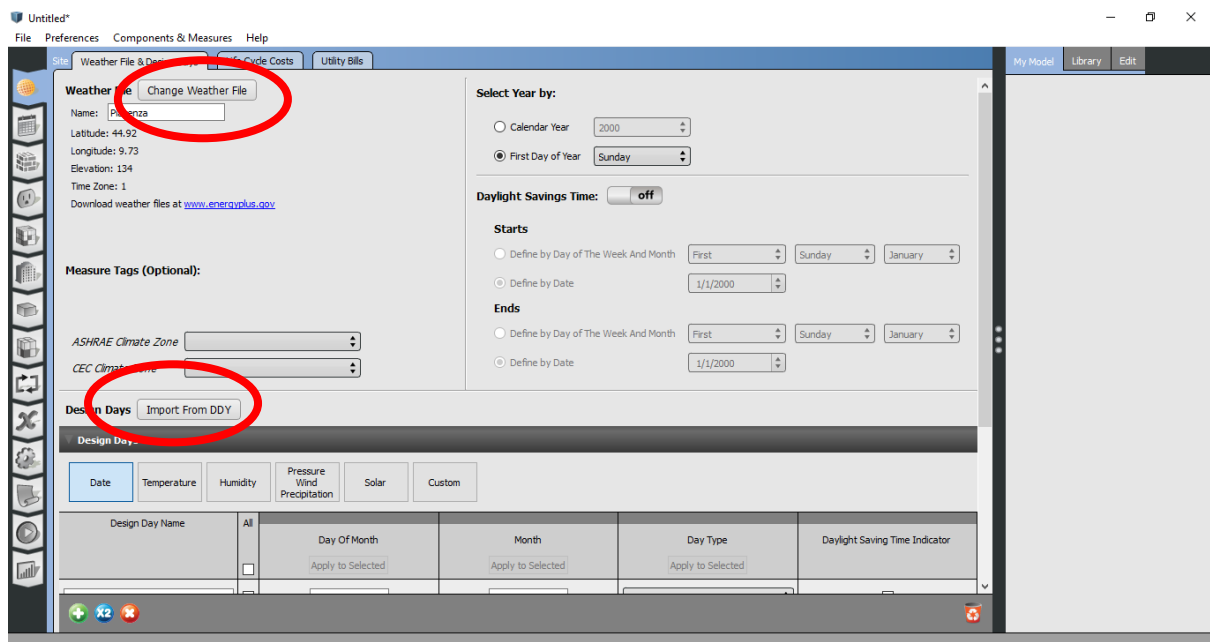 Untitled*
File Preferences Components & Measures Help
Site Weather File & Design Days Life Cycle Costs Utility Bills My Model Library Edit
Weather File Change Weather File
Name: Piacenza
Latitude: 44.92
Longitude: 9.73
Elevation: 134
Time Zone: 1
Download weather files at www.energyplus.gov
Measure Tags (Optional):
ASHRAE Climate Zone
CEC Climate Zone
Select Year by:
Calendar Year 2000
First Day of Year Sunday
Daylight Savings Time: off
Starts
Define by Day of The Week And Month First Sunday January
Define by Date 1/1/2000
Ends
Define by Day of The Week And Month First Sunday January
Define by Date 1/1/2000
Design Days Import From DDY
Design Days
Date Temperature Humidity Pressure Wind Precipitation Solar Custom
Design Day Name All Day Of Month Month Day Type Daylight Saving Time Indicator
Apply to Selected Apply to Selected Apply to Selected
X2